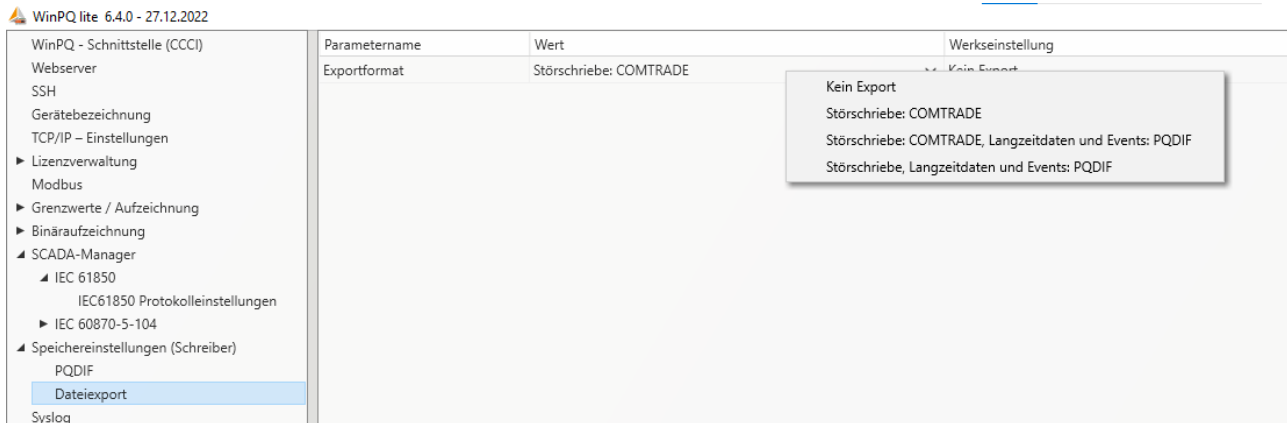 WinPQ lite 6.4.0 - 27.12.2022
WinPQ - Schnittstelle (CCCI)
Webserver
SSH
Gerätebezeichnung
TCP/IP – Einstellungen
Lizenzverwaltung
Modbus
Grenzwerte / Aufzeichnung
Binäraufzeichnung
SCADA-Manager
IEC 61850
IEC61850 Protokolleinstellungen
IEC 60870-5-104
Speichereinstellungen (Schreiber)
PQDIF
Dateiexport
Syslog
Parametername Wert Werkseinstellung
Exportformat Störschriebe: COMTRADE Kein Export
Kein Export
Störschriebe: COMTRADE
Störschriebe: COMTRADE, Langzeitdaten und Events: PQDIF
Störschriebe, Langzeitdaten und Events: PQDIF